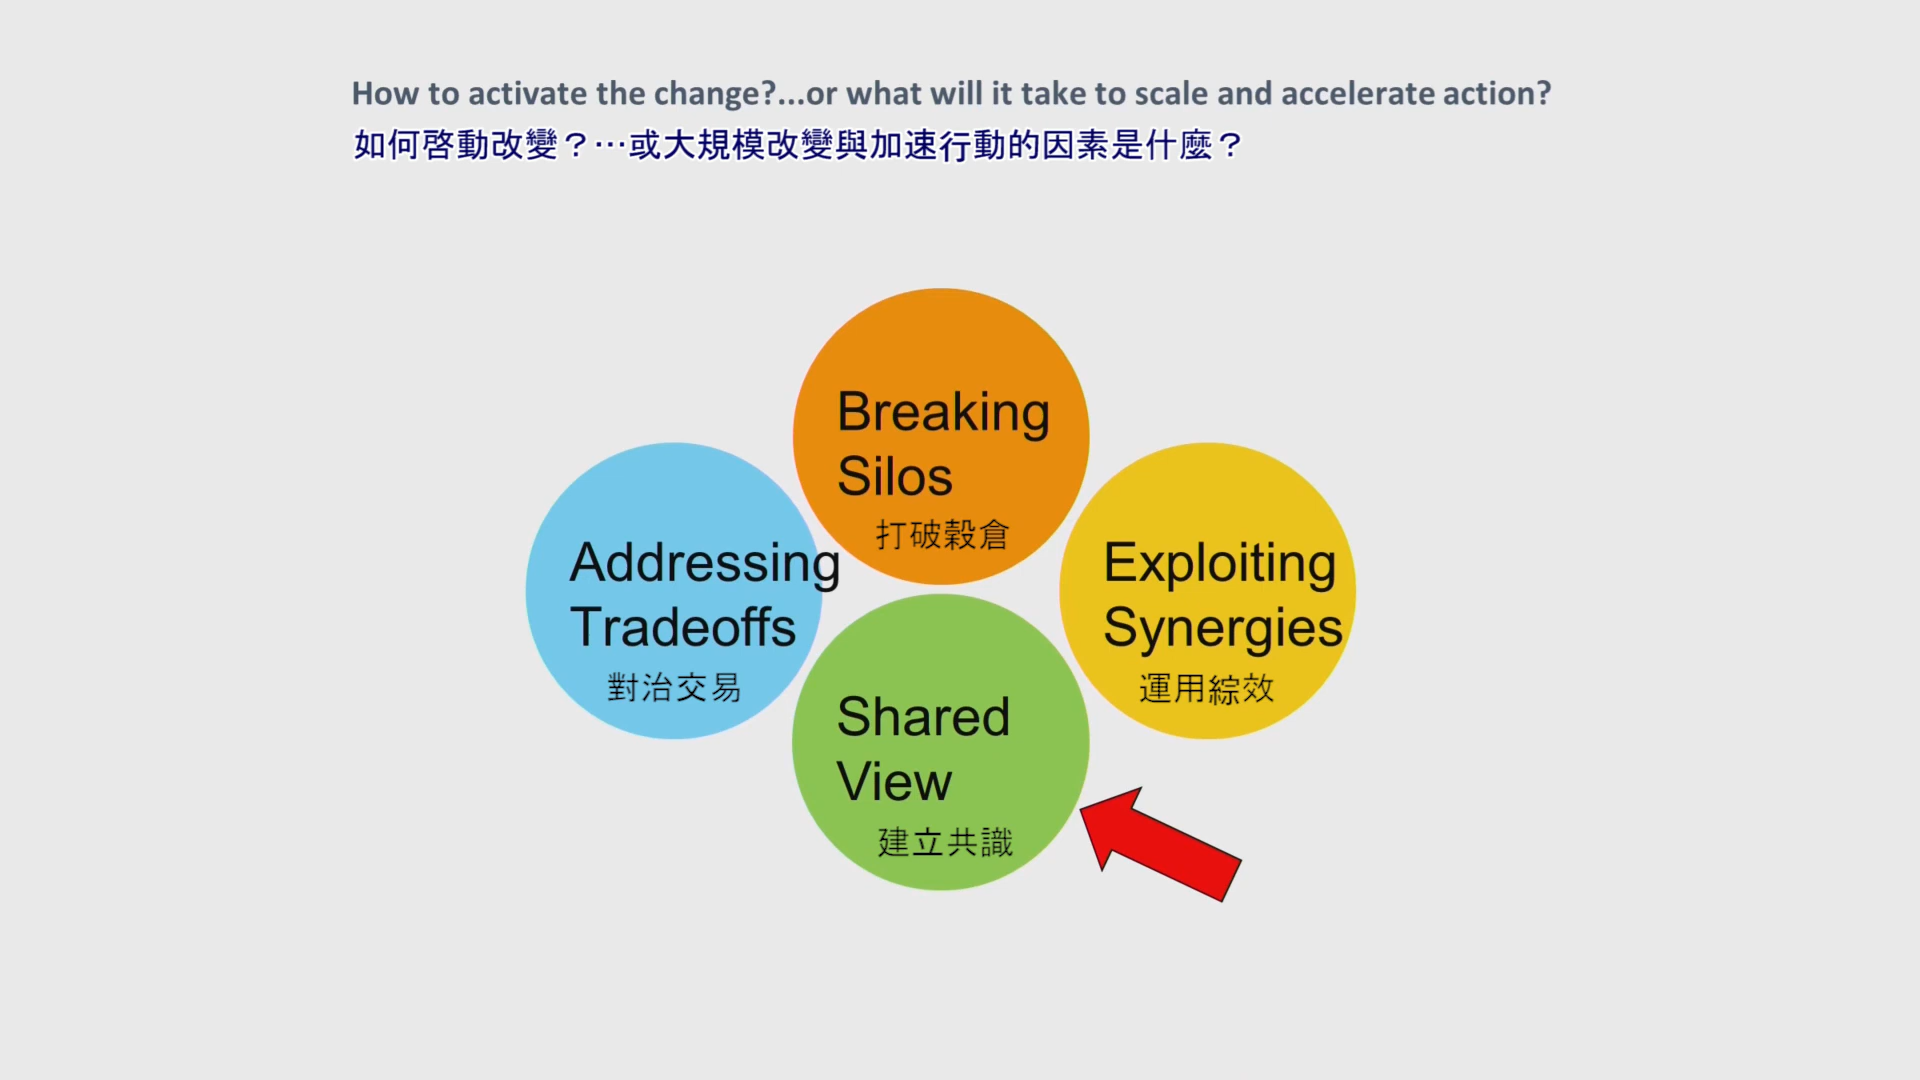 How to activate the change?...or what will it take to scale and accelerate action?
如何啓動改變？…或大規模改變與加速行動的因素是什麼？
Breaking
Silos
打破穀倉
Addressing
Tradeoffs
對治交易
Exploiting
Synergies
運用綜效
Shared
View
建立共識